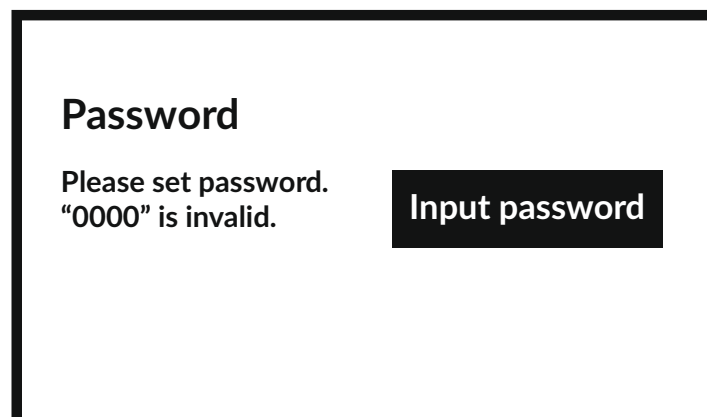 Password
Please set password.
“0000” is invalid.
Input password